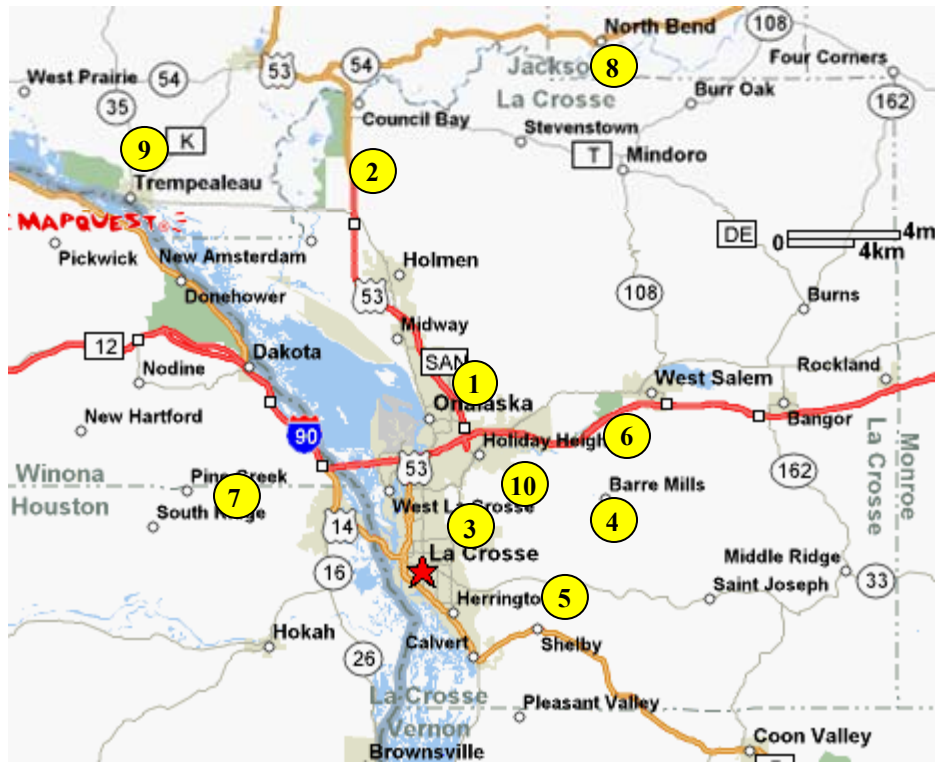 North Bend
108
53
54
Jackso
8
Four Corners
West Prairie
54
La Crosse
Burr Oak
162
35
Council Bay
Stevenstown
9
K
T
Mindoro
2
Trempealeau
MAPQUEST
DE
0
4m
4km
Pickwick
New Amsterdam
Holmen
Donehower
53
108
Burns
Midway
12
Dakota
SAN
Rockland
Nodine
1
West Salem
Onalaska
New Hartford
Bangor
90
Holiday Heigh
6
La Crosse
Monroe
Winona
53
162
Pine Creek
7
10
Barre Mills
Houston
West La Crosse
South Ridge
14
3
4
La Crosse
Middle Ridge
16
Saint Joseph
33
Herringto
5
Hokah
Calvert
Shelby
26
La Crosse
Pleasant Valley
Vernon
Coon Valley
Brownsville